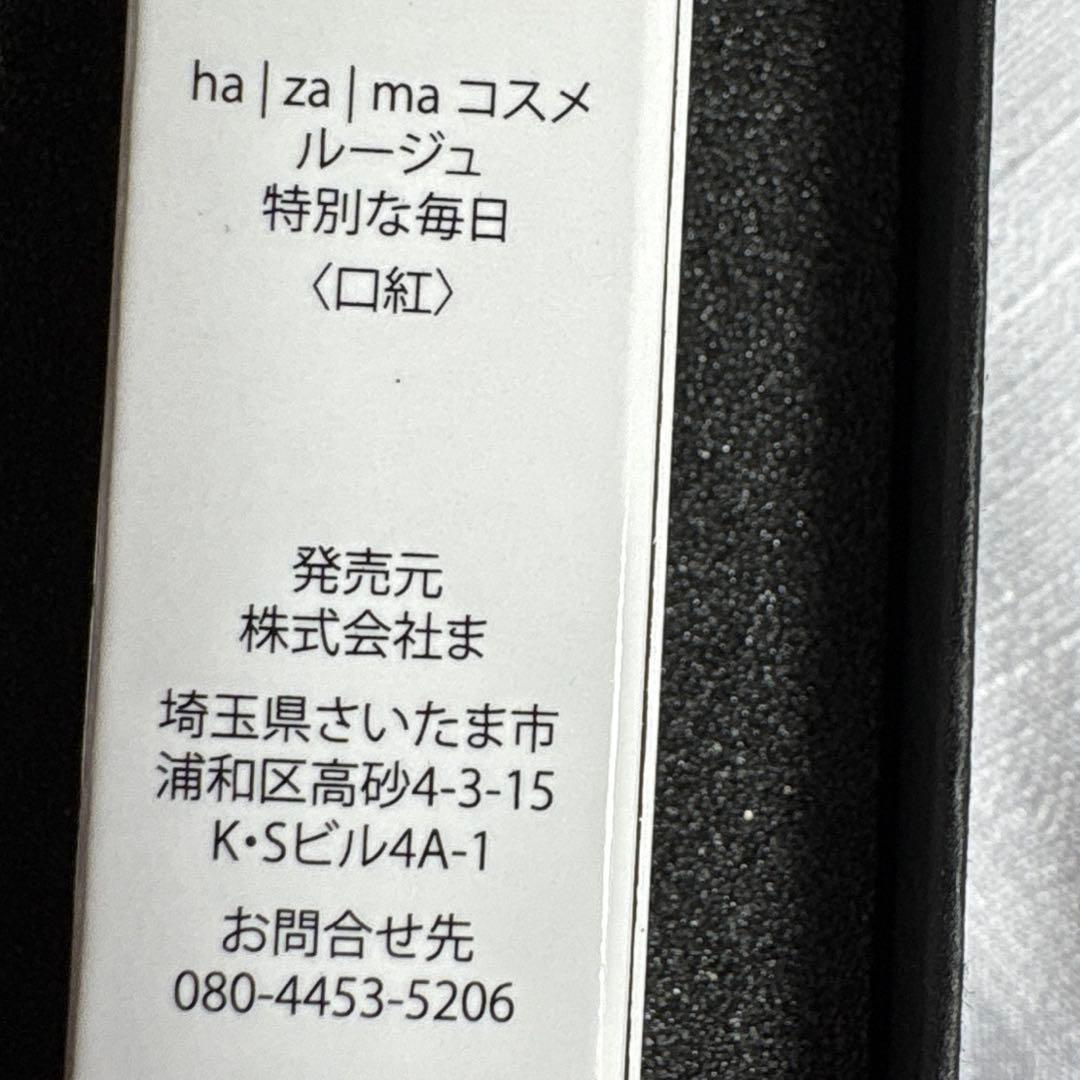 ha|za|ma コスメ
ルージュ
特別な毎日
〈口紅〉
発売元
株式会社ま
埼玉県さいたま市
浦和区高砂4-3-15
K・Sビル4A-1
お問合せ先
080-4453-5206